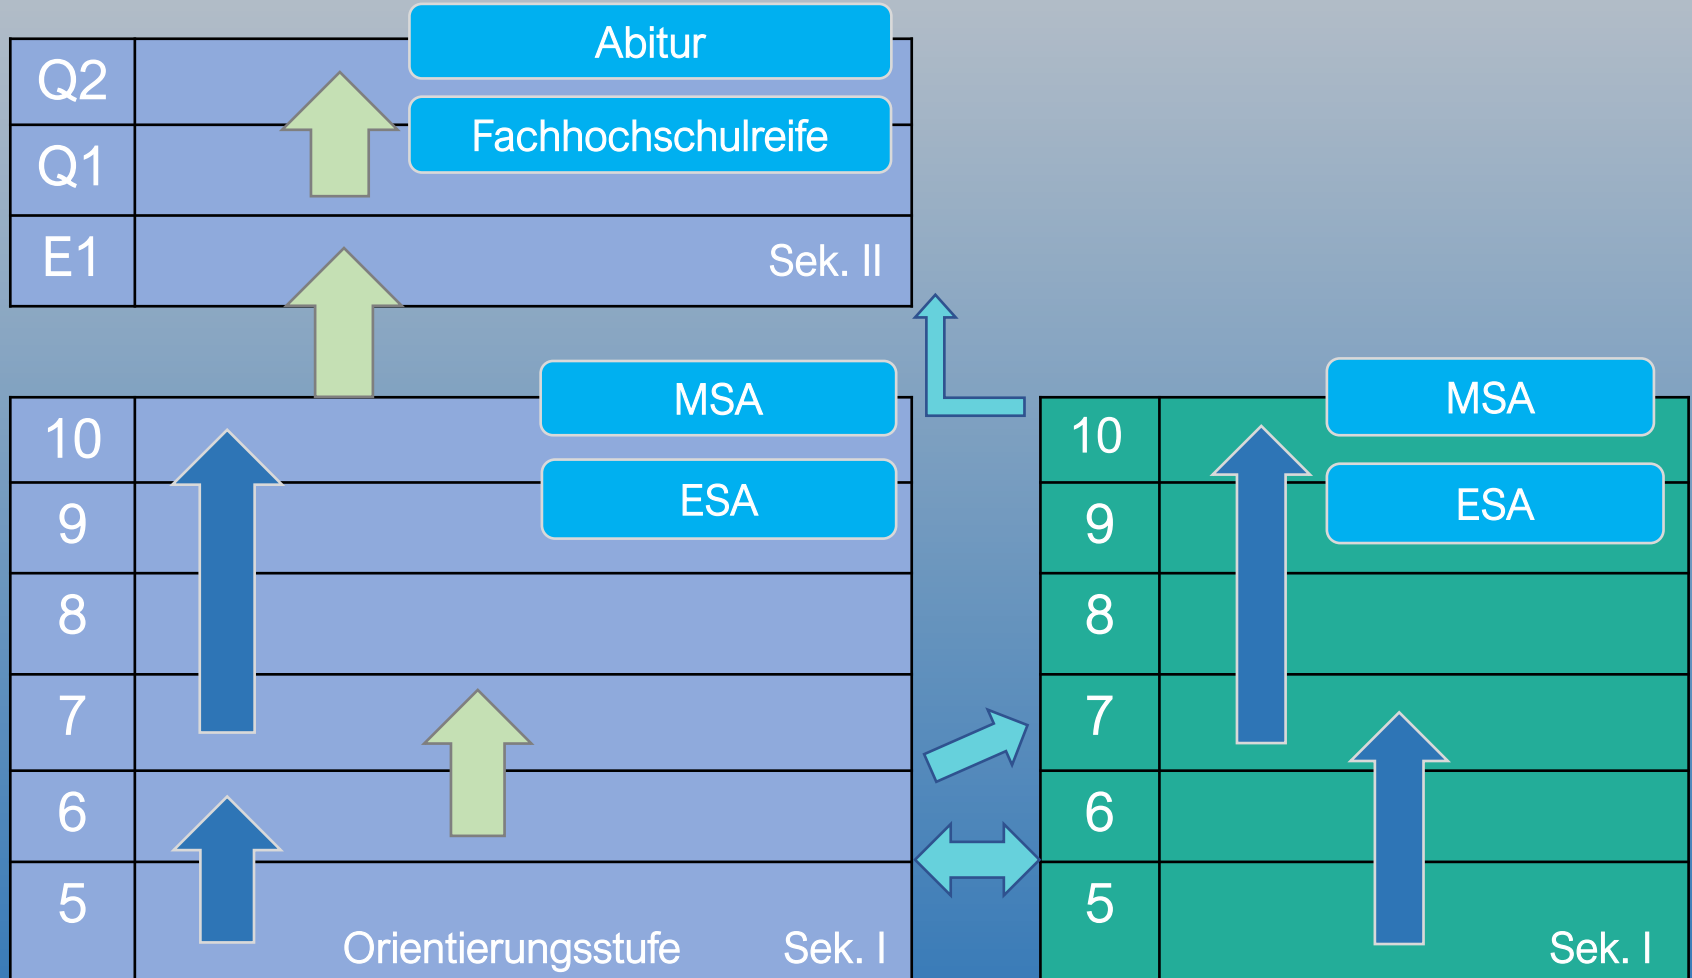 Abitur
Q2
Fachhochschulreife
Q1
E1
Sek. II
MSA
10
ESA
9
8
7
6
5
Orientierungsstufe
Sek. I
MSA
10
ESA
9
8
7
6
5
Sek. I